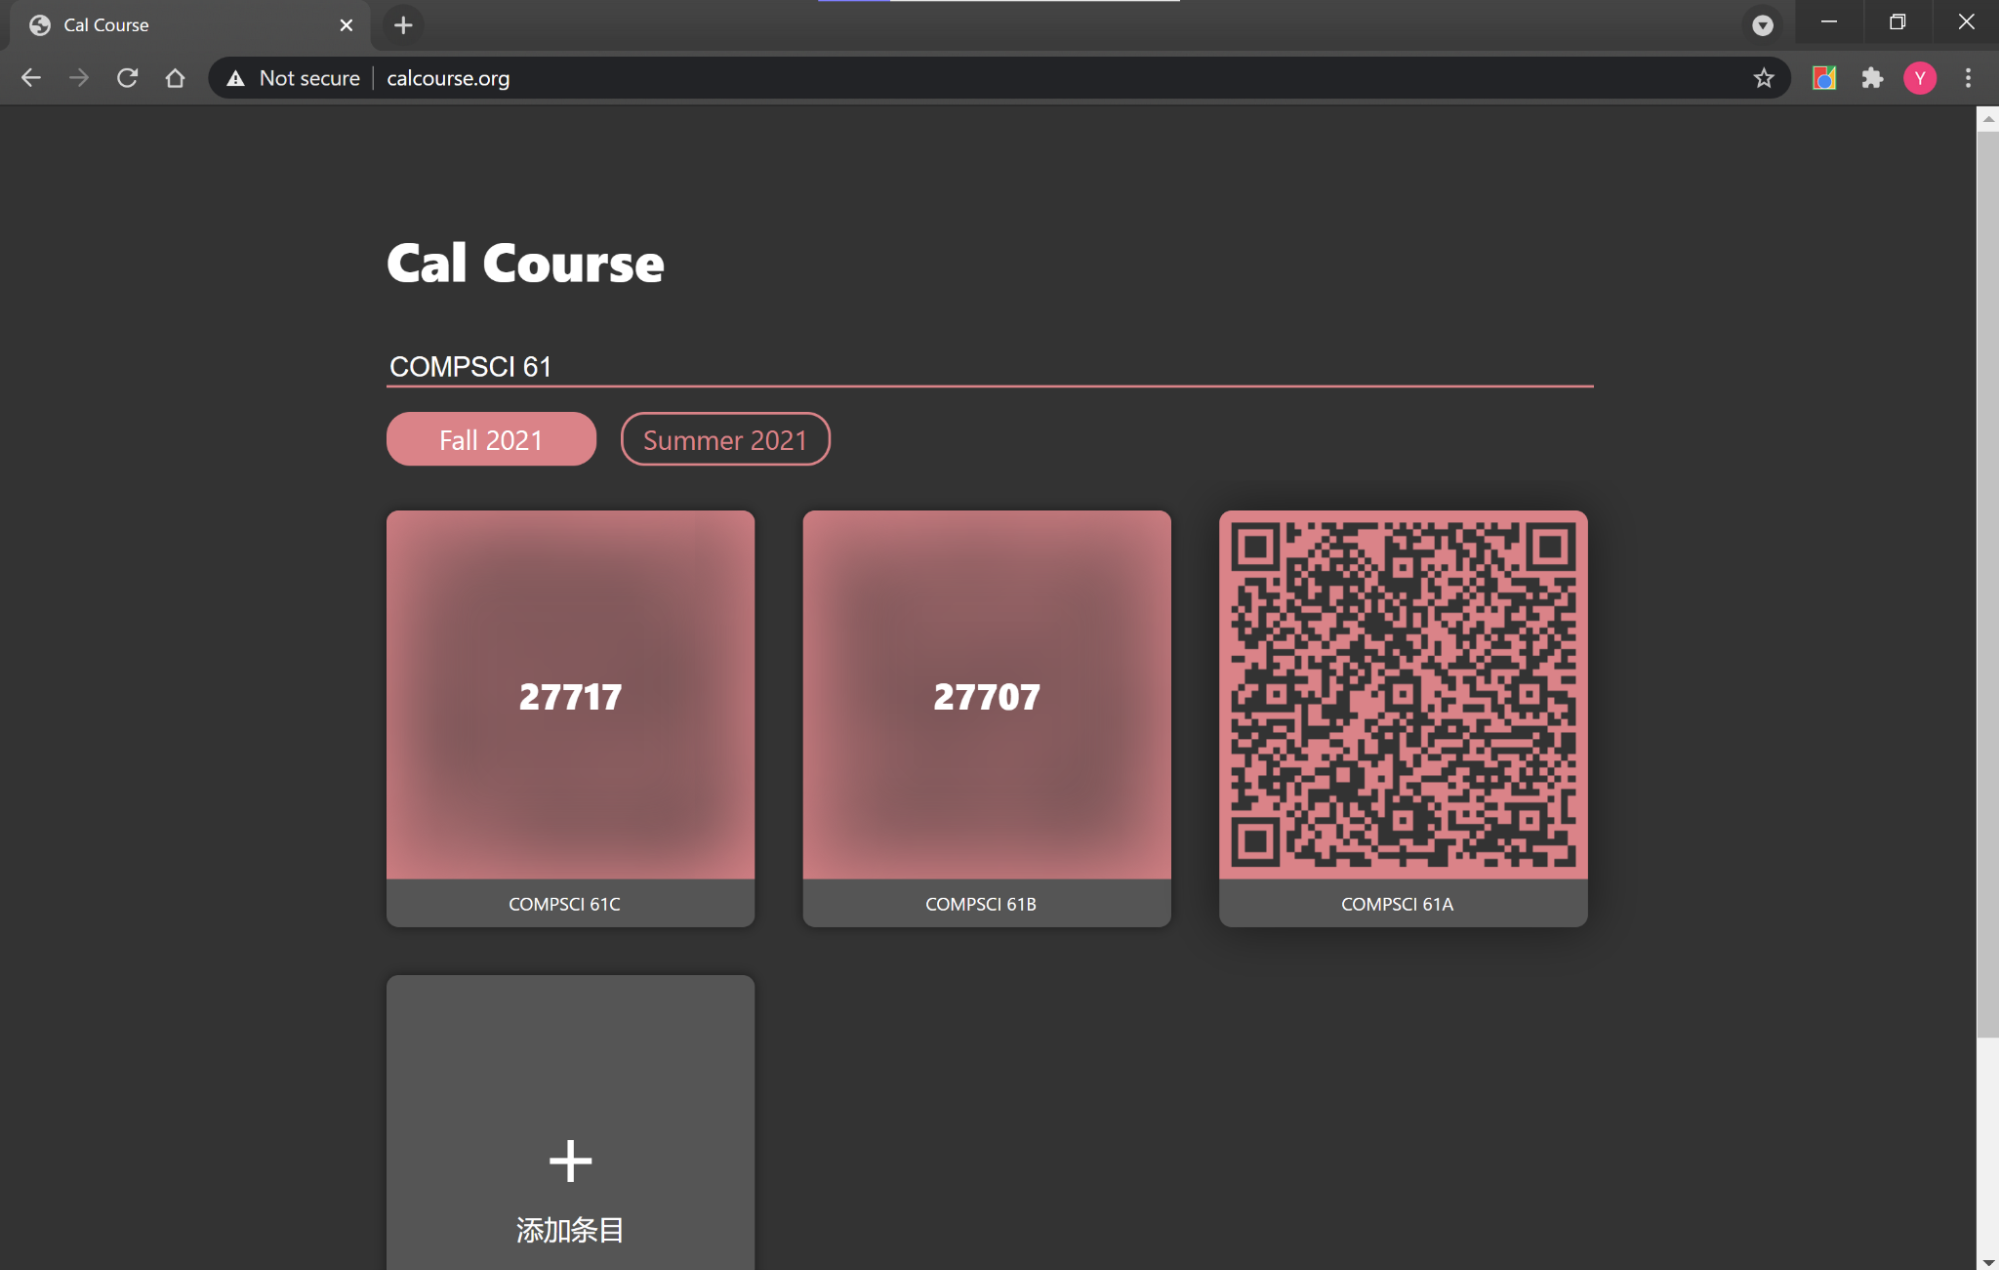 Cal Course
Not secure
calcourse.org
Y
Cal Course
COMPSCI 61
Fall 2021
Summer 2021
27717
27707
COMPSCI 61C
COMPSCI 61B
COMPSCI 61A
添加条目